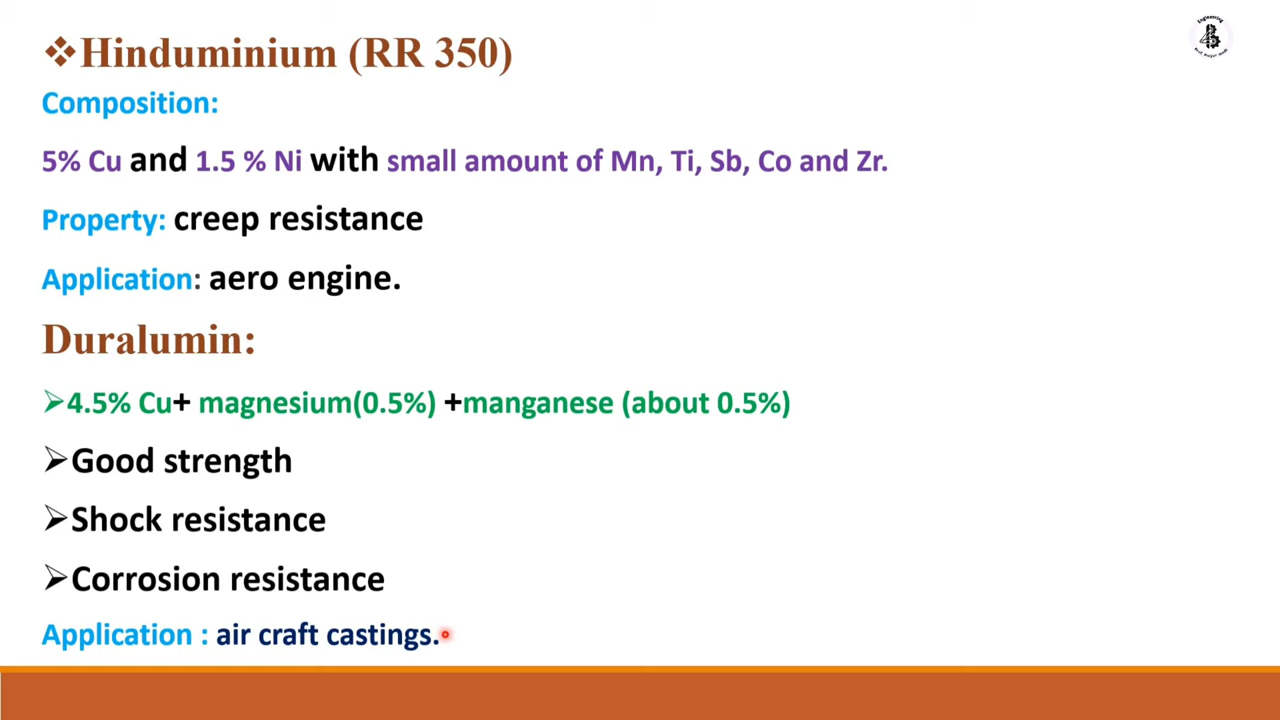 ❖Hinduminium (RR 350)
Composition:
5% Cu and 1.5 % Ni with small amount of Mn, Ti, Sb, Co and Zr.
Property: creep resistance
Application: aero engine.
Duralumin:
➢4.5% Cu+ magnesium(0.5%) +manganese (about 0.5%)
➢Good strength
➢Shock resistance
➢Corrosion resistance
Application : air craft castings.
Engineering